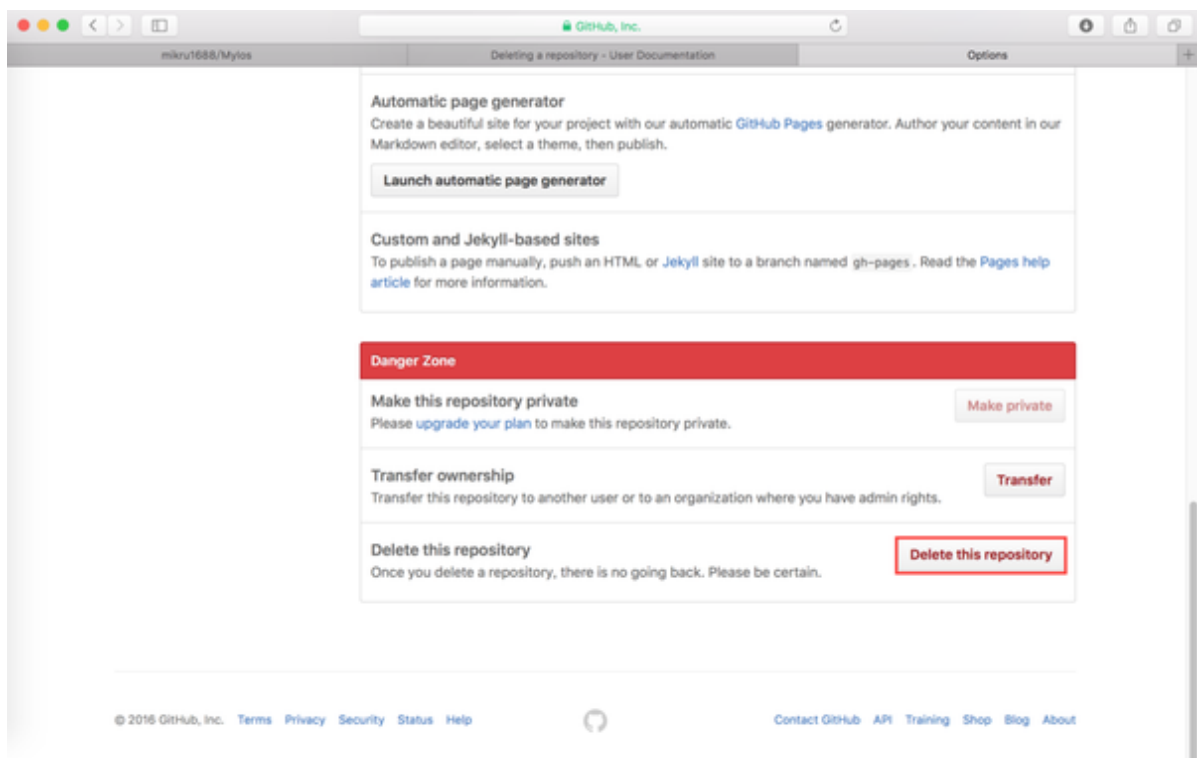 GitHub, Inc.
mikru1688/Mylos
Deleting a repository - User Documentation
Options
Automatic page generator
Create a beautiful site for your project with our automatic GitHub Pages generator. Author your content in our
Markdown editor, select a theme, then publish.
Launch automatic page generator
Custom and Jekyll-based sites
To publish a page manually, push an HTML or Jekyll site to a branch named gh-pages. Read the Pages help
article for more information.
Danger Zone
Make this repository private
Please upgrade your plan to make this repository private.
Make private
Transfer ownership
Transfer this repository to another user or to an organization where you have admin rights.
Transfer
Delete this repository
Once you delete a repository, there is no going back. Please be certain.
Delete this repository
© 2016 GitHub, Inc. Terms Privacy Security Status Help
Contact GitHub API Training Shop Blog About